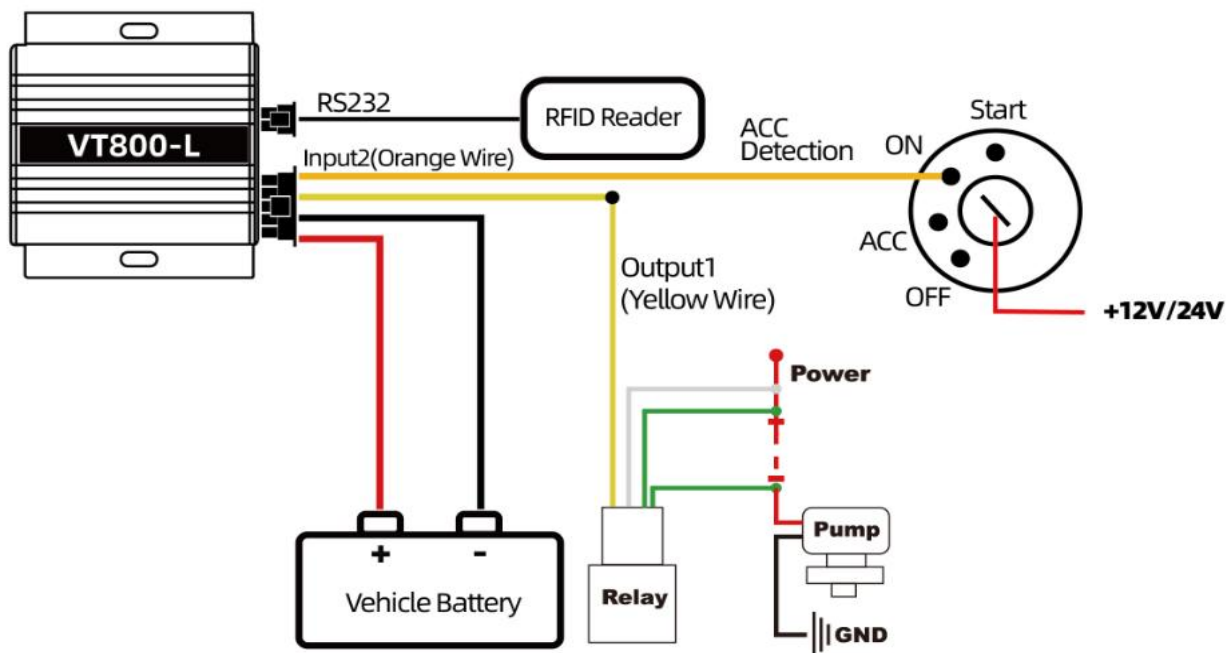 Start
RS232
RFID Reader
ACC
Detection
ON
VT800-L
Input2(Orange Wire)
ACC
OFF
Output1
(Yellow Wire)
+12V/24V
Power
Pump
+
-
Vehicle Battery
Relay
GND